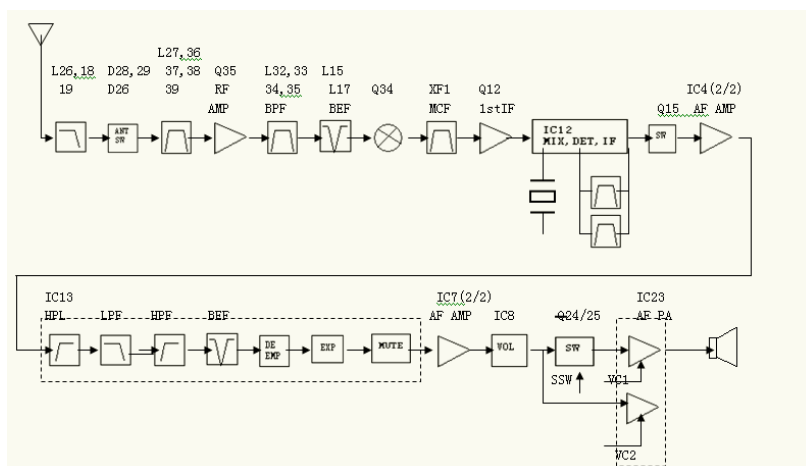 L27,36
L26,18 D28,29 37,38 Q35 L32,33 L15 IC4(2/2)
19 D26 39 RF 34,35 L17 Q34 XF1 Q12 Q15 AF AMP
AMP BPF BEF MCF 1stIF
ANT
SW
IC12
MIX,DET,IF
SW
IC13 IC7(2/2) IC23
HPL LPF HPF BEF AF AMP IC8 Q24/25 AF PA
DE
EMP
EXP
MUTE
VOL
SW
SSW VC1
VC2